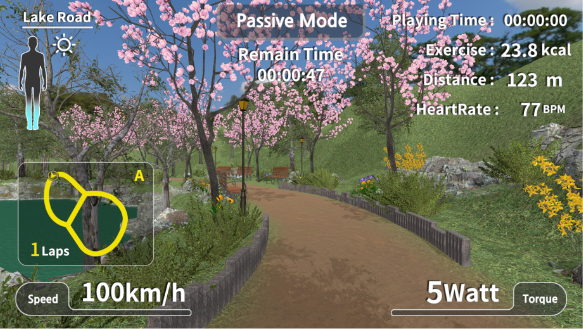 Lake Road
Passive Mode
Remain Time
00:00:47
Playing Time : 00:00:00
Exercise : 23.8 kcal
Distance : 123 m
HeartRate : 77 BPM
A
1 Laps
Speed 100km/h
5Watt Torque